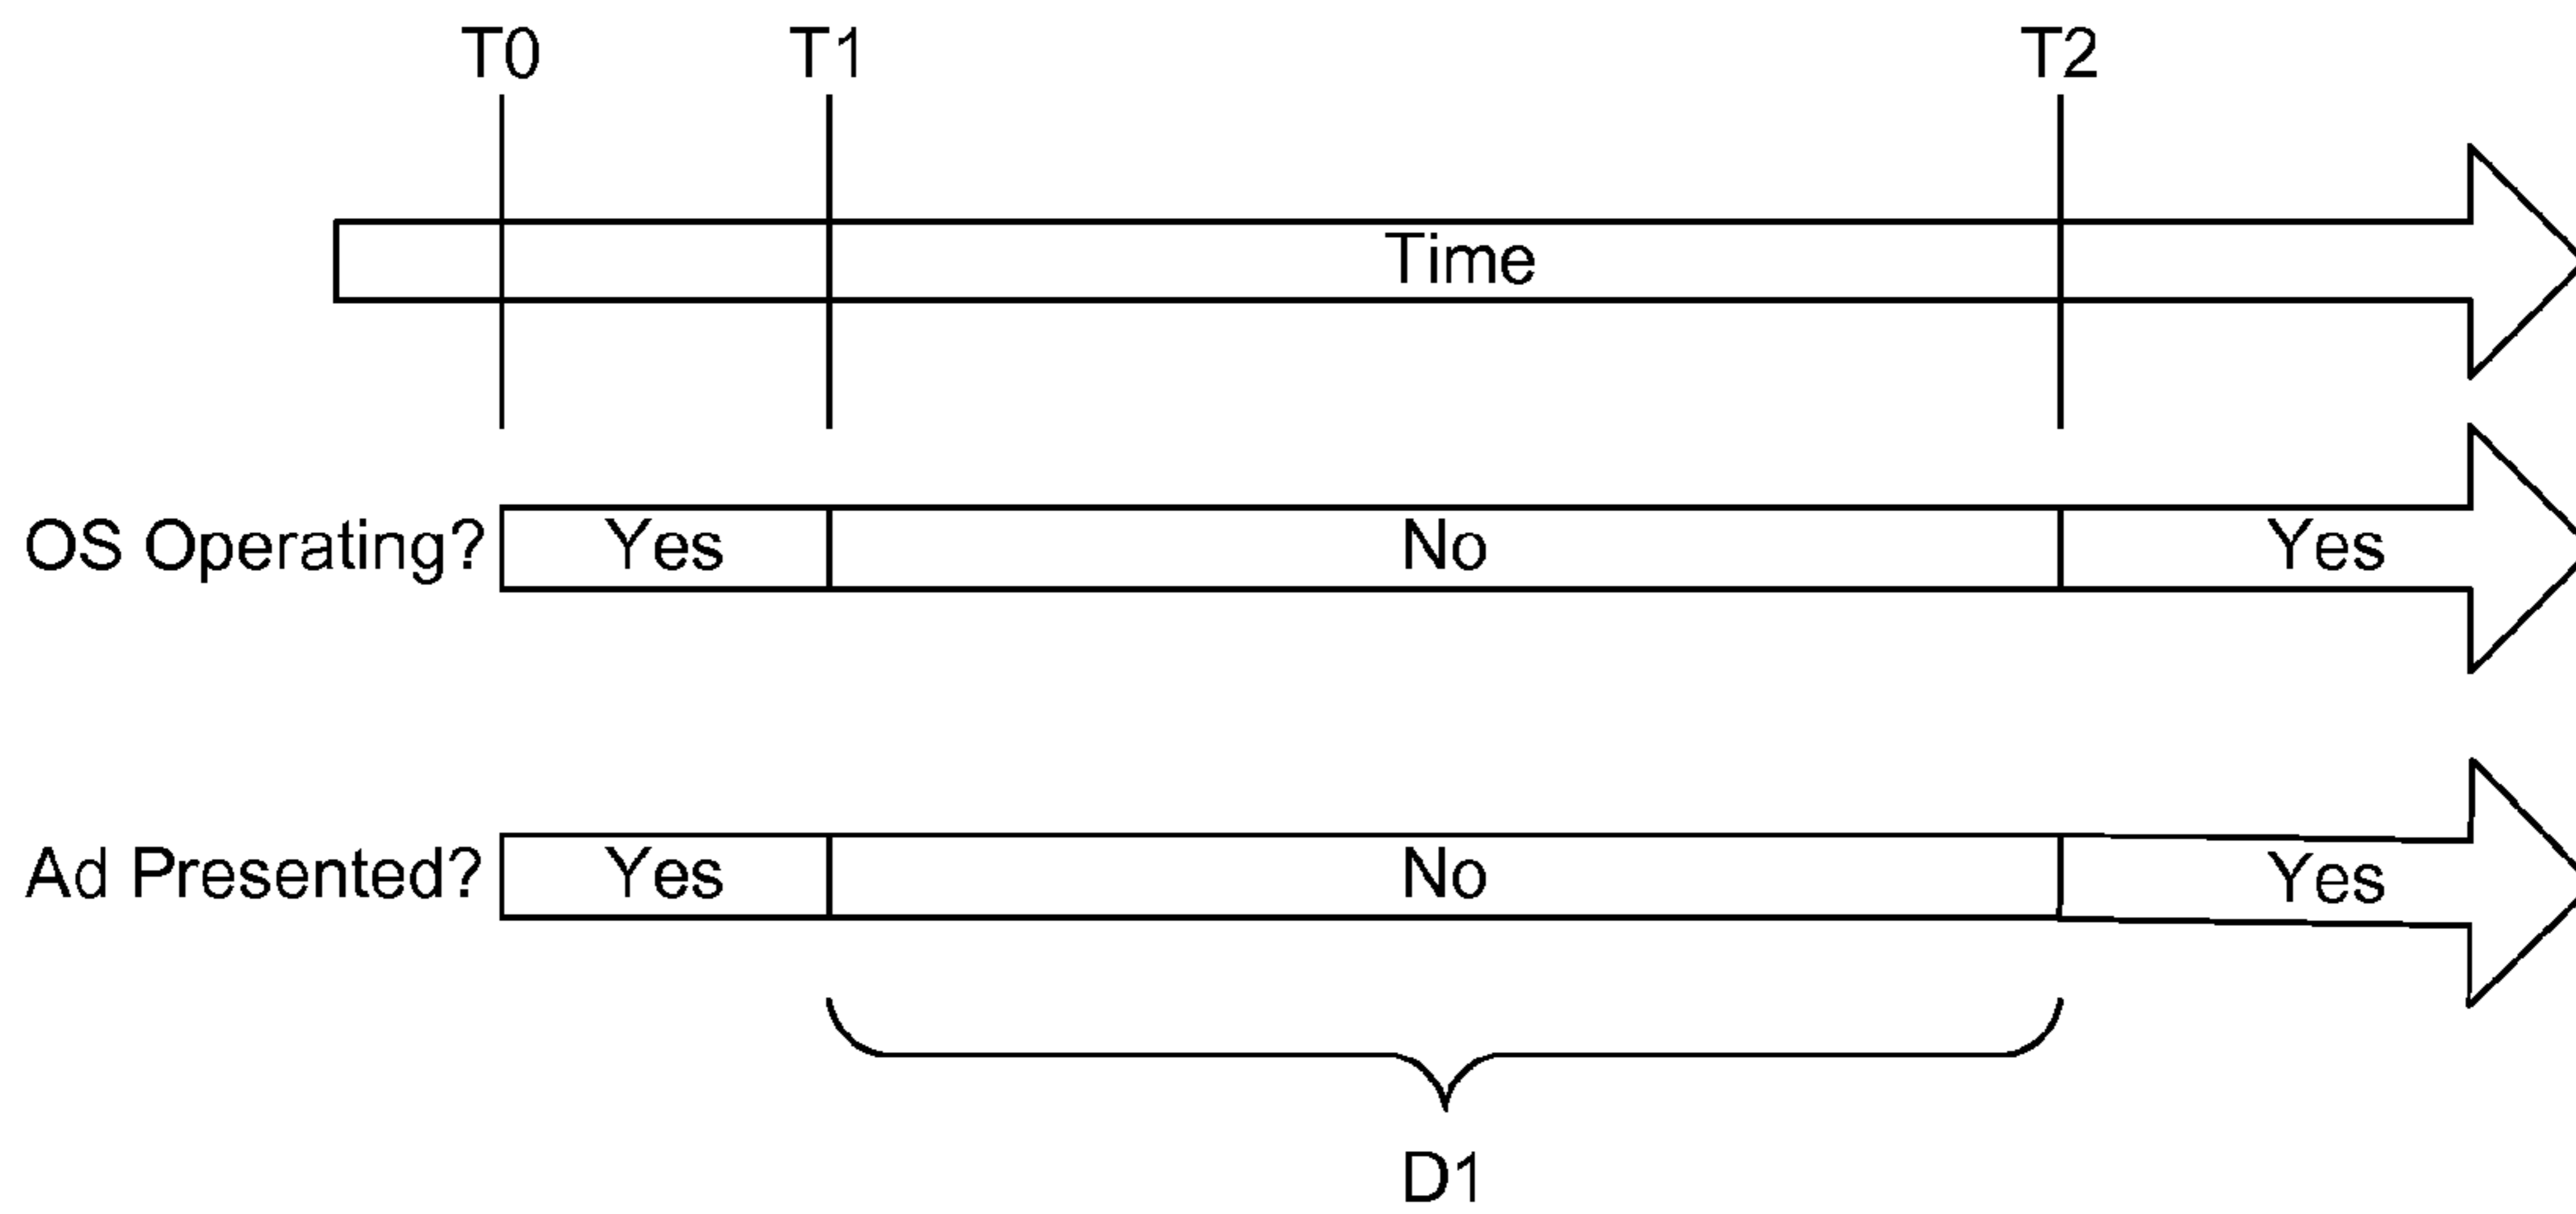 T0 T1 T2
Time
OS Operating? Yes No Yes
Ad Presented? Yes No Yes
D1